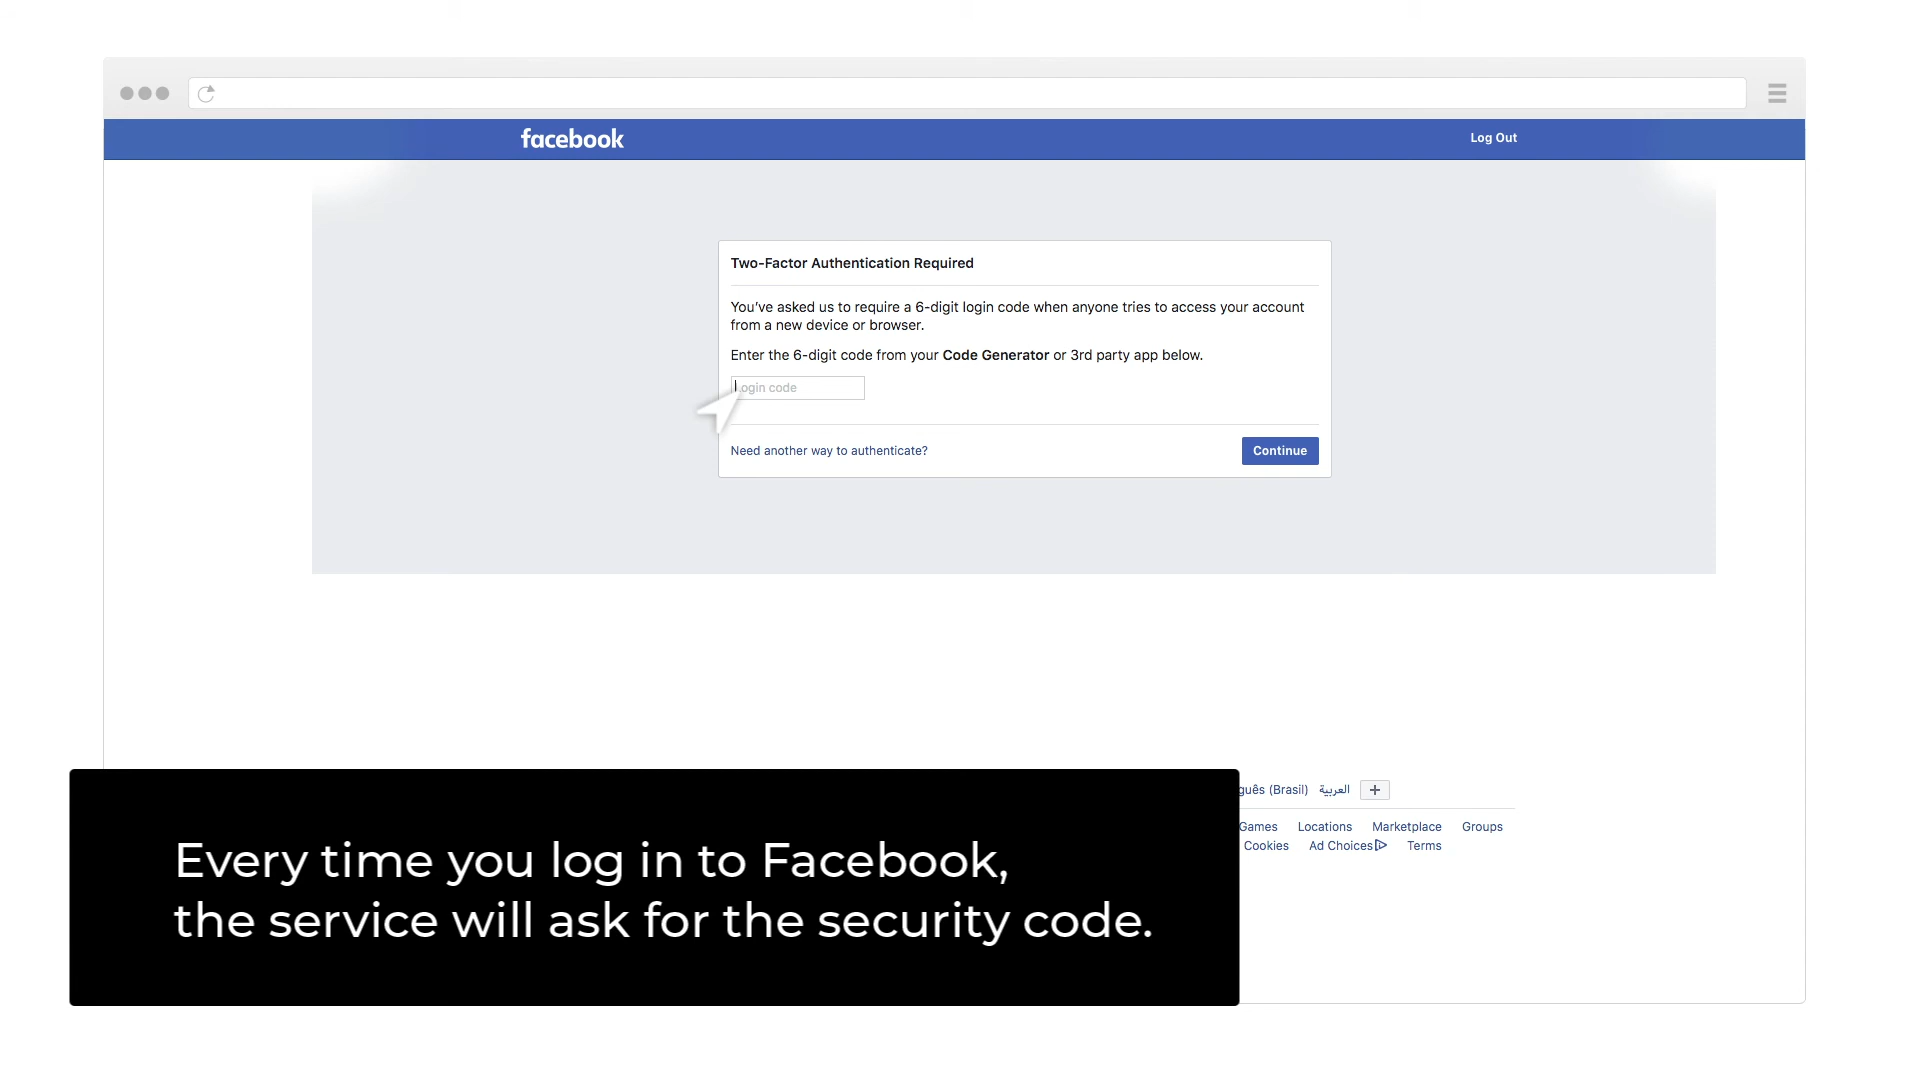 facebook
Log Out
Two-Factor Authentication Required
You've asked us to require a 6-digit login code when anyone tries to access your account
from a new device or browser.
Enter the 6-digit code from your Code Generator or 3rd party app below.
Login code
Need another way to authenticate?
Continue
(Brasil) العربية
Games Locations Marketplace Groups
Cookies Ad Choices Terms
Every time you log in to Facebook,
the service will ask for the security code.